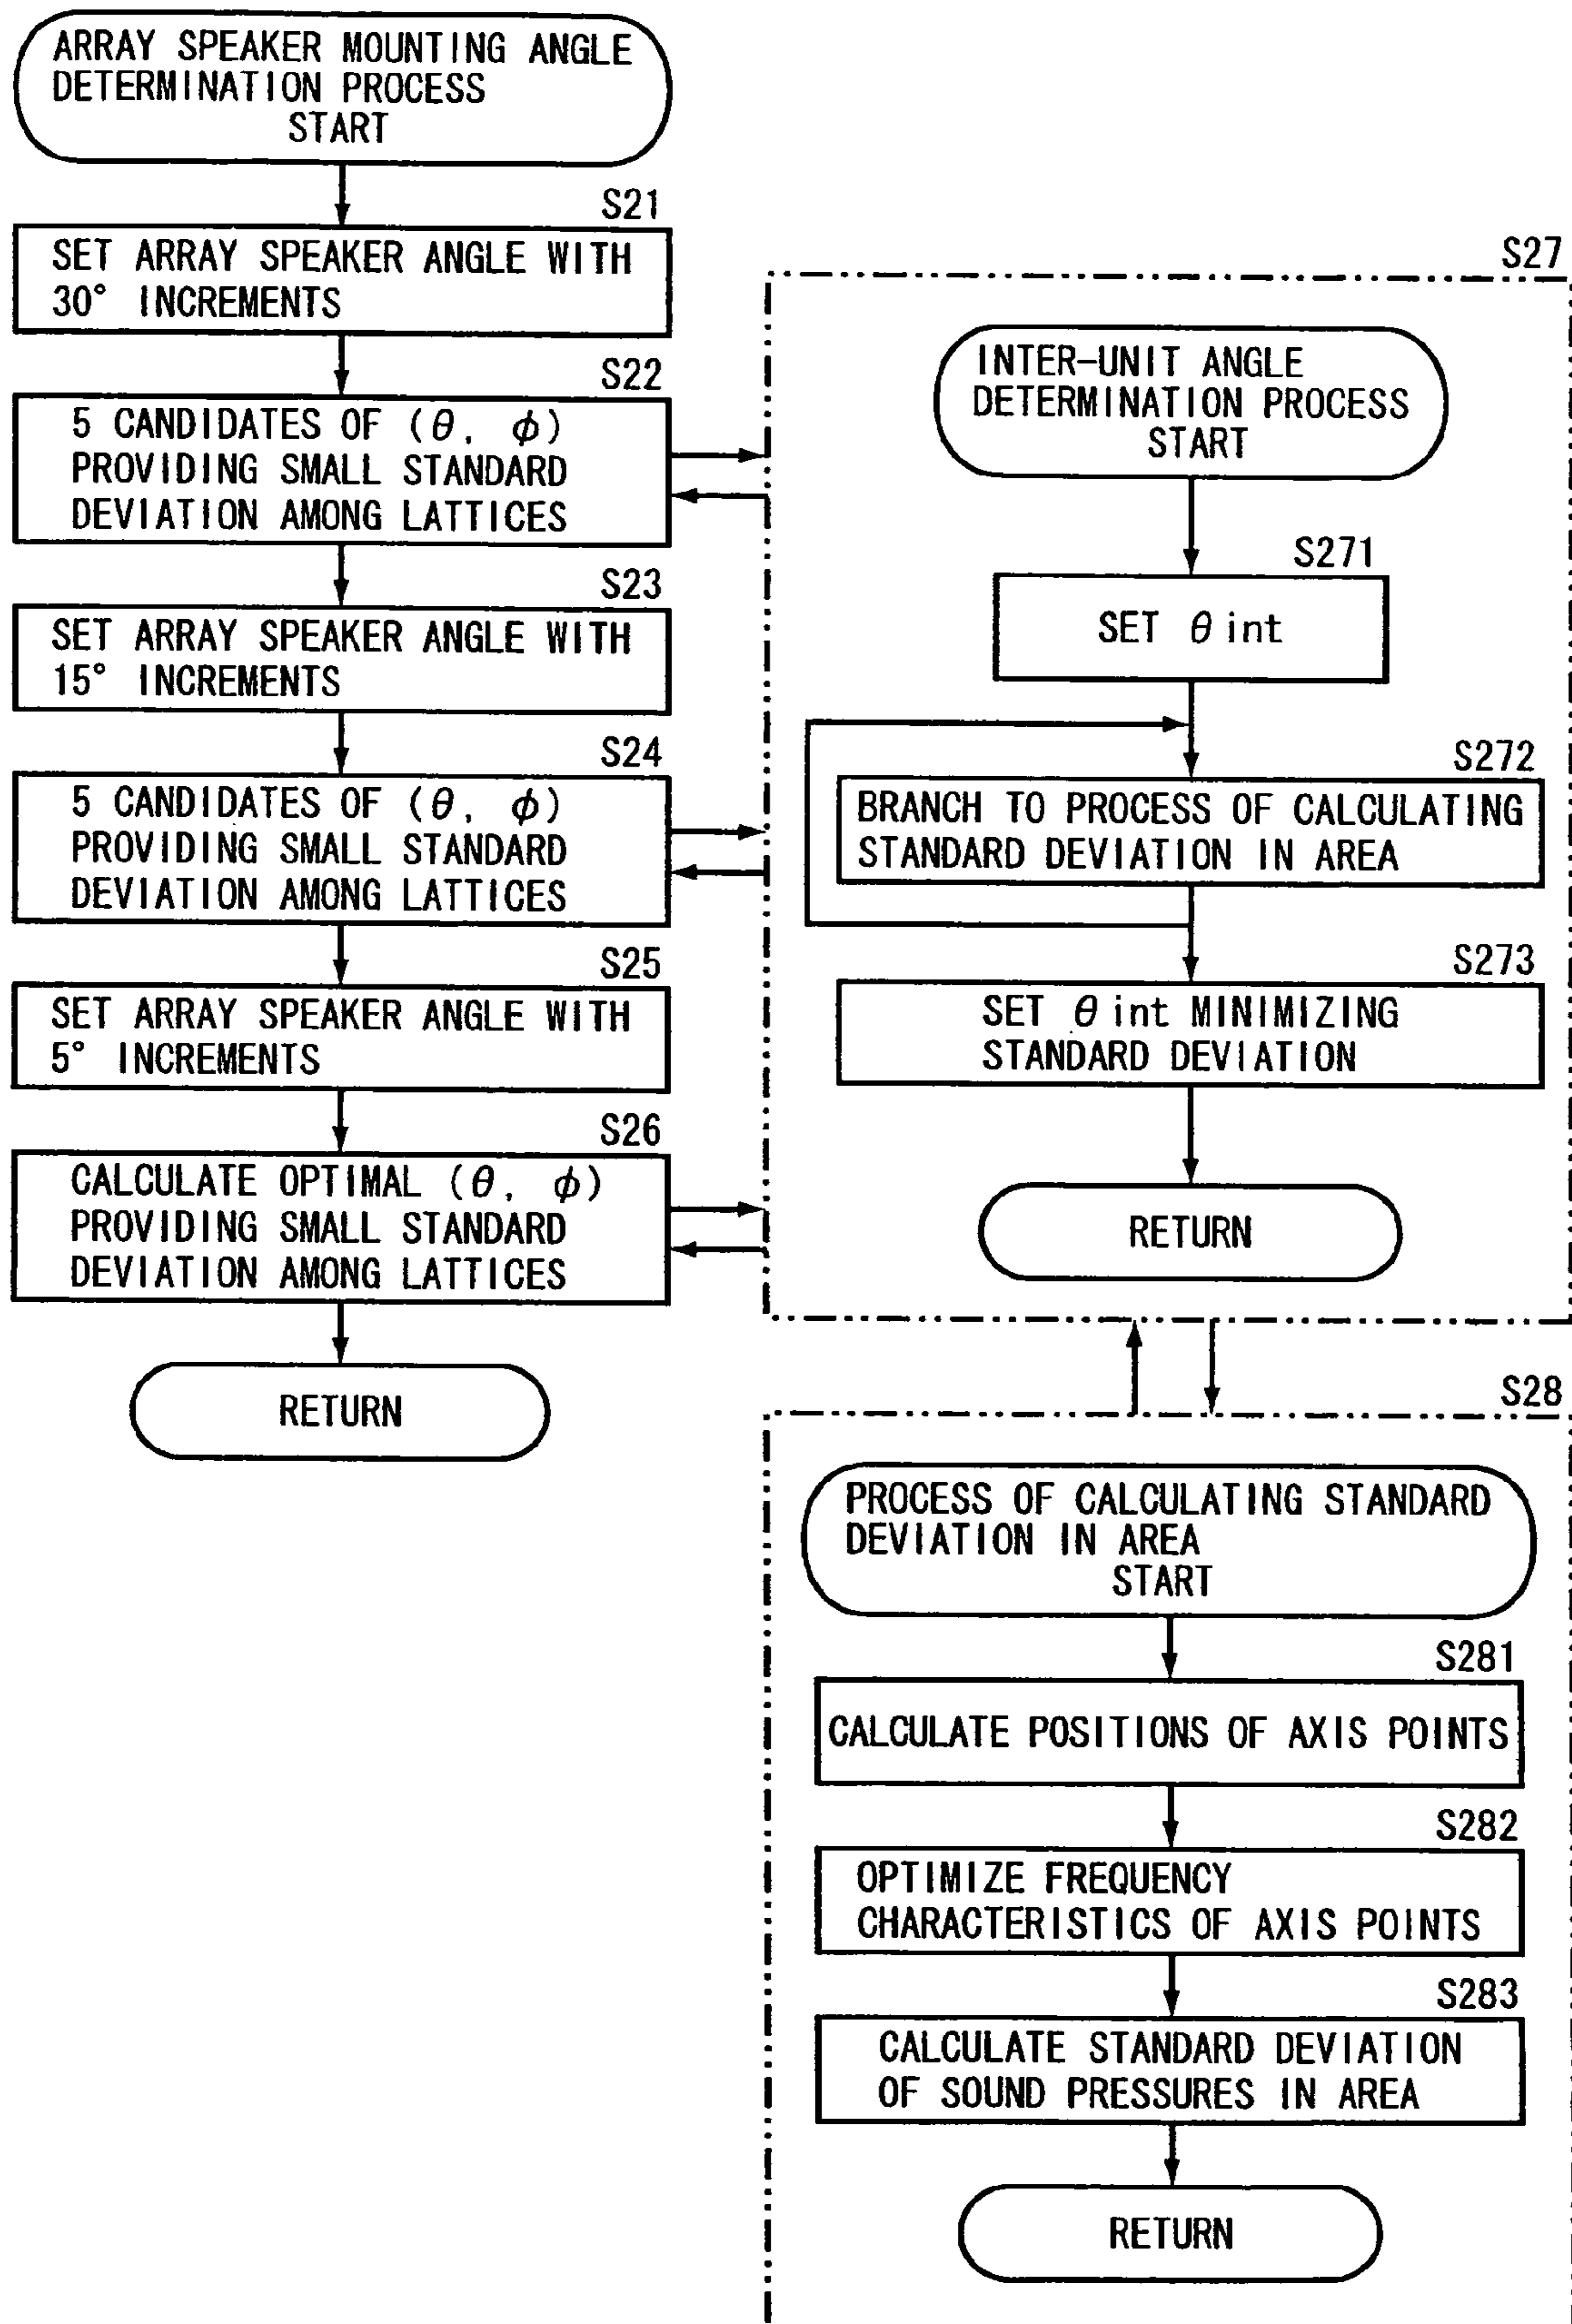 ARRAY SPEAKER MOUNTING ANGLE
DETERMINATION PROCESS
START
S21
SET ARRAY SPEAKER ANGLE WITH
30° INCREMENTS
S22
5 CANDIDATES OF (θ, φ)
PROVIDING SMALL STANDARD
DEVIATION AMONG LATTICES
S23
SET ARRAY SPEAKER ANGLE WITH
15° INCREMENTS
S24
5 CANDIDATES OF (θ, φ)
PROVIDING SMALL STANDARD
DEVIATION AMONG LATTICES
S25
SET ARRAY SPEAKER ANGLE WITH
5° INCREMENTS
S26
CALCULATE OPTIMAL (θ, φ)
PROVIDING SMALL STANDARD
DEVIATION AMONG LATTICES
RETURN
S27
INTER-UNIT ANGLE
DETERMINATION PROCESS
START
S271
SET θint
S272
BRANCH TO PROCESS OF CALCULATING
STANDARD DEVIATION IN AREA
S273
SET θint MINIMIZING
STANDARD DEVIATION
RETURN
S28
PROCESS OF CALCULATING STANDARD
DEVIATION IN AREA
START
S281
CALCULATE POSITIONS OF AXIS POINTS
S282
OPTIMIZE FREQUENCY
CHARACTERISTICS OF AXIS POINTS
S283
CALCULATE STANDARD DEVIATION
OF SOUND PRESSURES IN AREA
RETURN